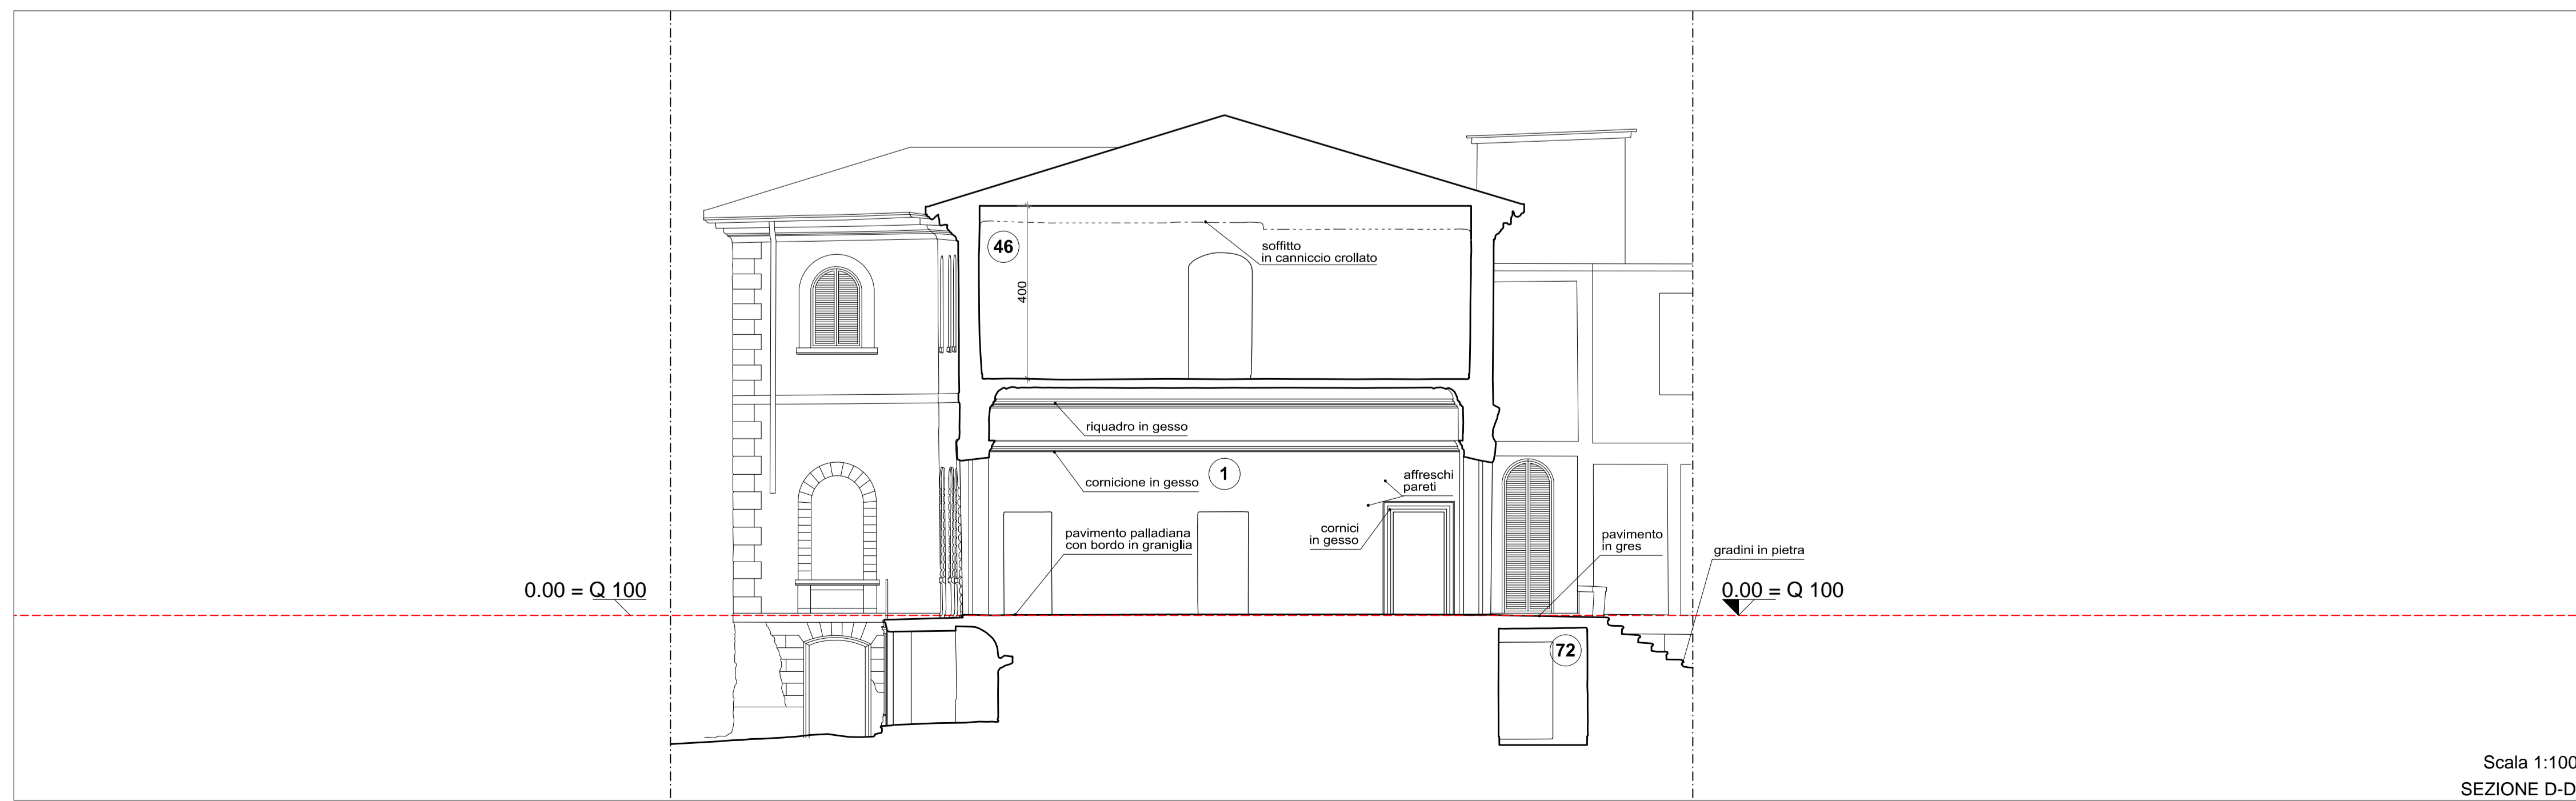 46
soffitto
in canniccio crollato
400
riquadro in gesso
1
cornicione in gesso
affreschi
pareti
cornici
in gesso
pavimento palladiana
con bordo in graniglia
pavimento
in gres
gradini in pietra
0.00 = Q 100
0.00 = Q 100
72
Scala 1:100
SEZIONE D-D